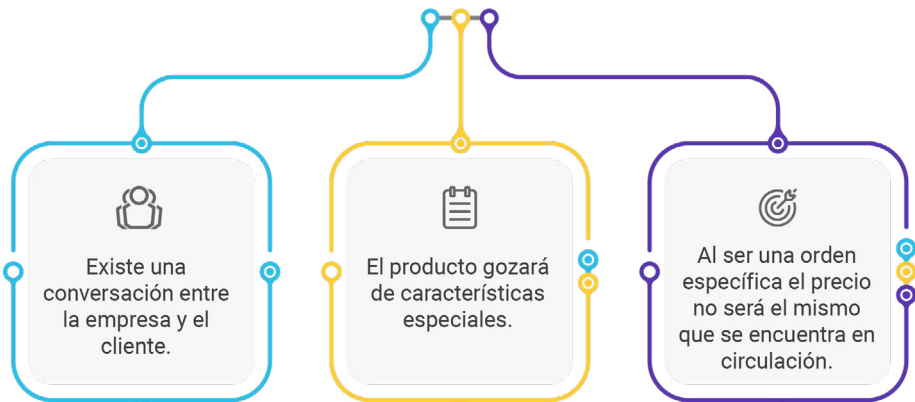 Existe una
conversación entre
la empresa y el
cliente.
El producto gozará
de características
especiales.
Al ser una orden
específica el precio
no será el mismo
que se encuentra en
circulación.